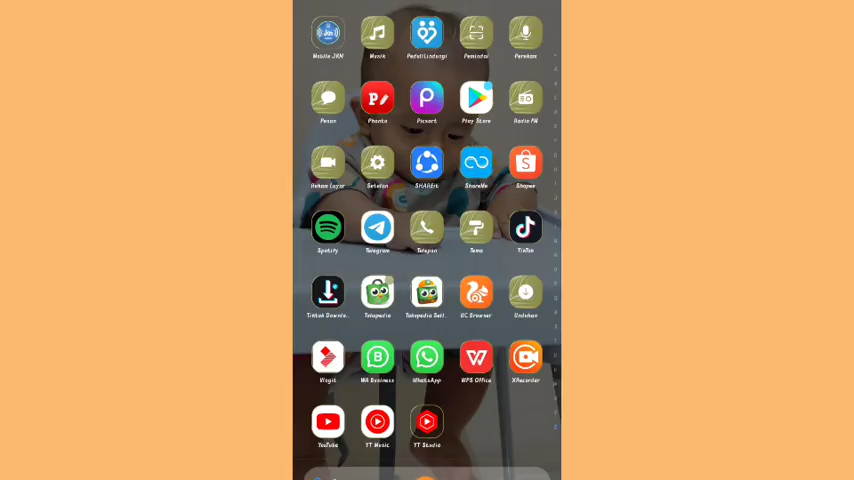 Mobile JKN Musik PeduliLindungi Pemindai Perekam
Pesan Phonto Picsart Play Store Radio FM
Rekam Layar Setelan SHAREit ShareMe Shopee
Spotify Telegram Telepon Tema TikTok
Tiktok Downlo.. Tokopedia Tokopedia Sell.. UC Browser Unduhan
Vlogit WA Business WhatsApp WPS Office XRecorder
YouTube YT Music YT Studio